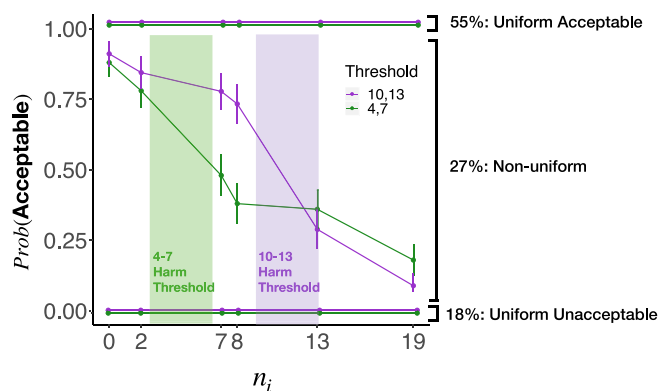 55%: Uniform Acceptable
1.00
Threshold
10,13
4,7
0.75
27%: Non-uniform
0.50
Prob(Acceptable)
0.25
4-7
Harm
Threshold
10-13
Harm
Threshold
0.00
18%: Uniform Unacceptable
0 2 7 8 13 19
n_i